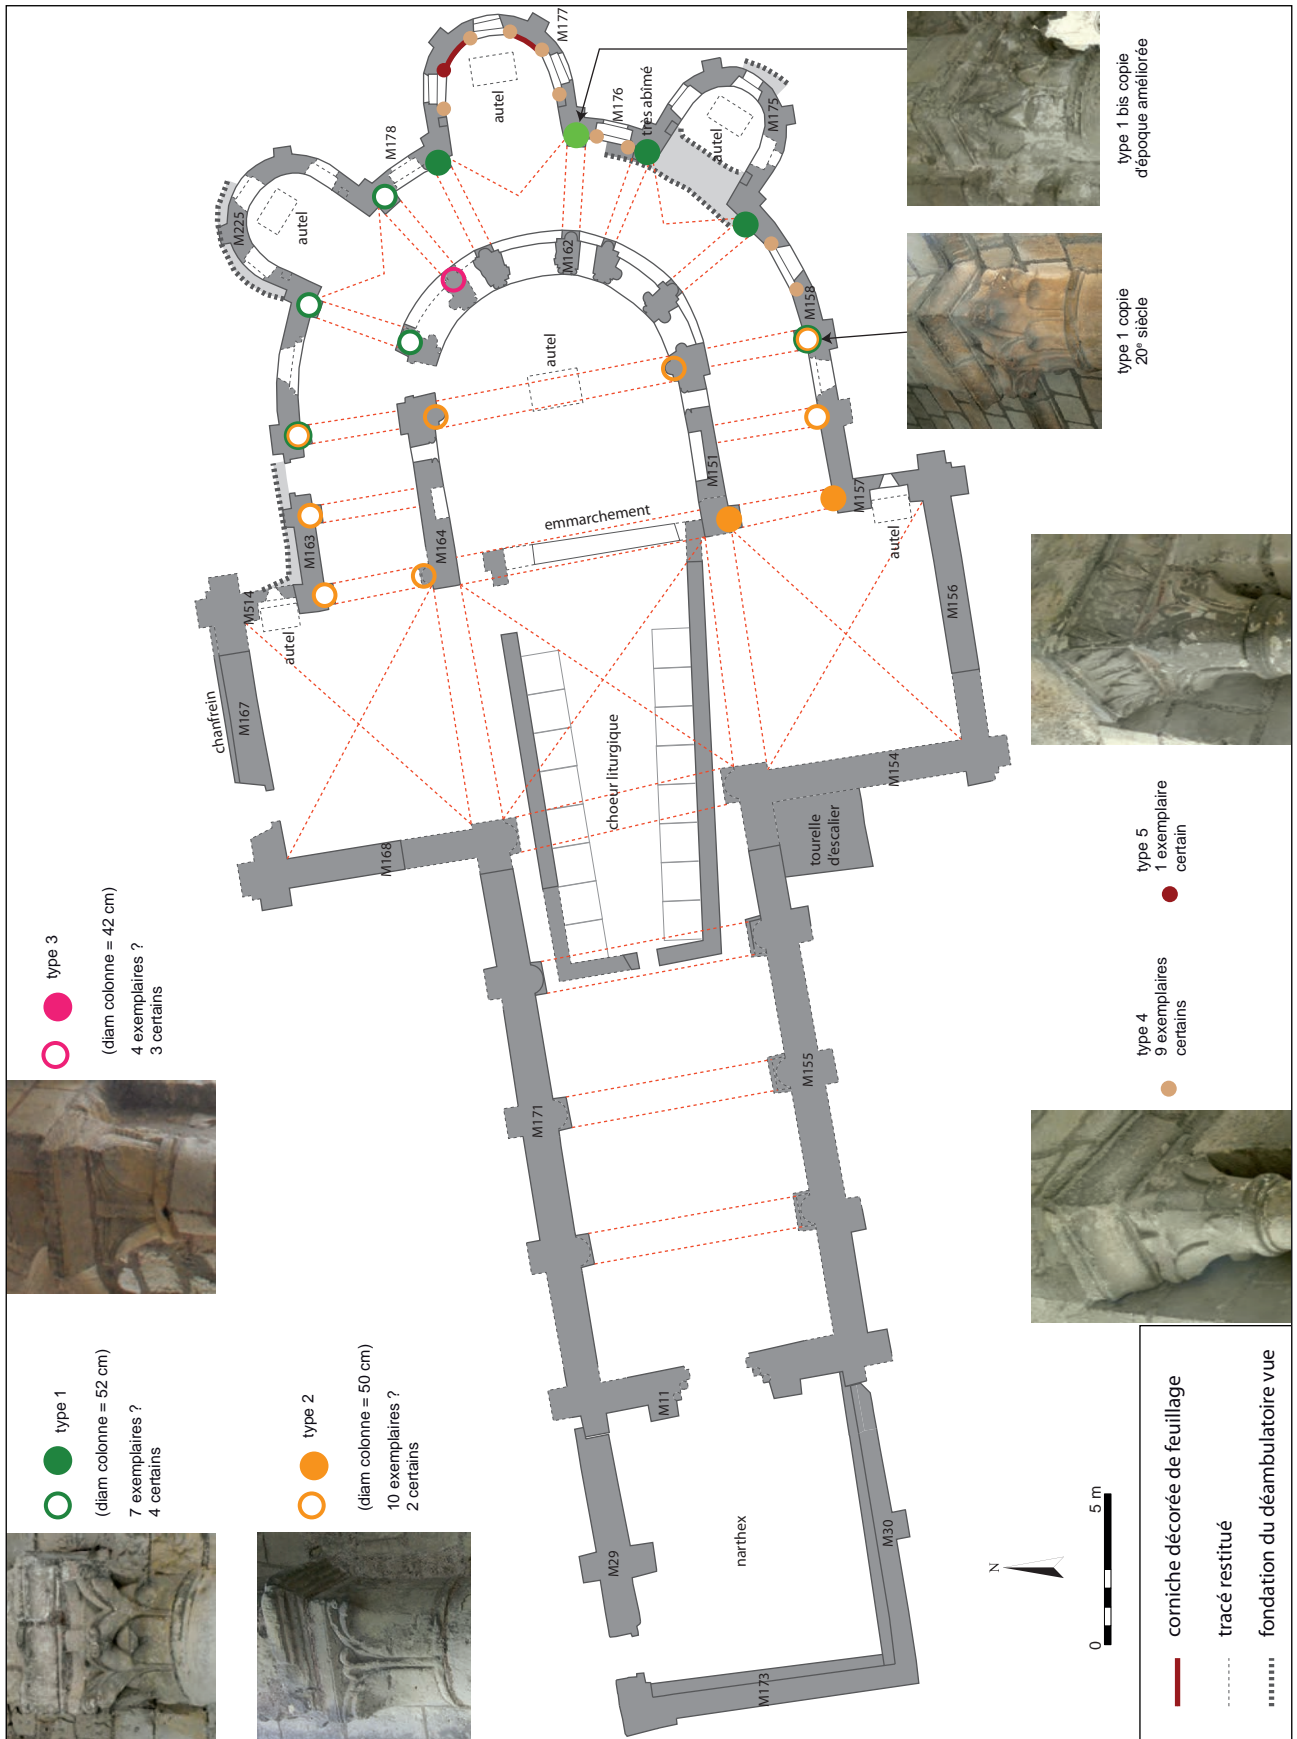 type 1
(diam colonne = 52 cm)
7 exemplaires ?
4 certains
type 2
(diam colonne = 50 cm)
10 exemplaires ?
2 certains
type 3
(diam colonne = 42 cm)
4 exemplaires ?
3 certains
type 4
9 exemplaires
certains
type 5
1 exemplaire
certain
type 1 copie
20e siècle
type 1 bis copie
d'époque améliorée
M173
M29
M30
narthex
M11
M171
M155
M168
M154
tourelle
d'escalier
choeur liturgique
chanfrein
M167
M514
autel
M163
M164
emmarchement
M151
M157
autel
M156
autel
M158
M162
M225
autel
M178
autel
M177
M176
très abîmé
autel
M175
N
0
5 m
corniche décorée de feuillage
tracé restitué
fondation du déambulatoire vue